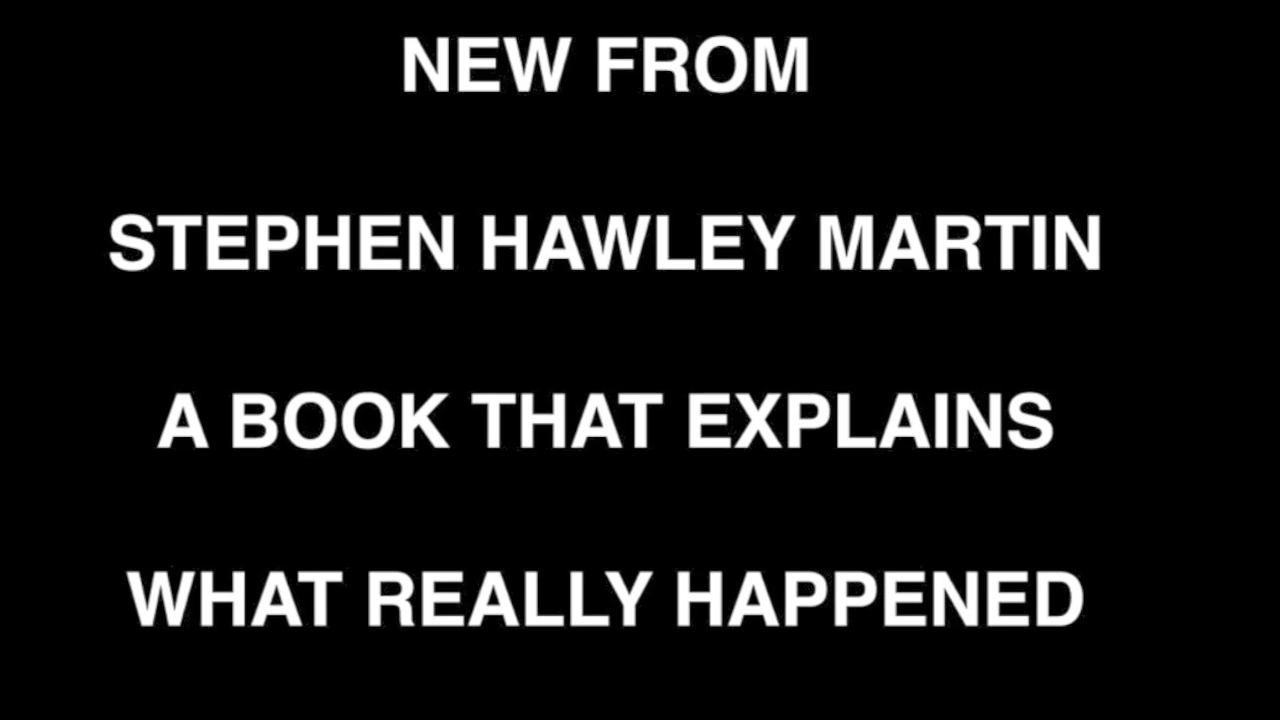 NEW FROM
STEPHEN HAWLEY MARTIN
A BOOK THAT EXPLAINS
WHAT REALLY HAPPENED